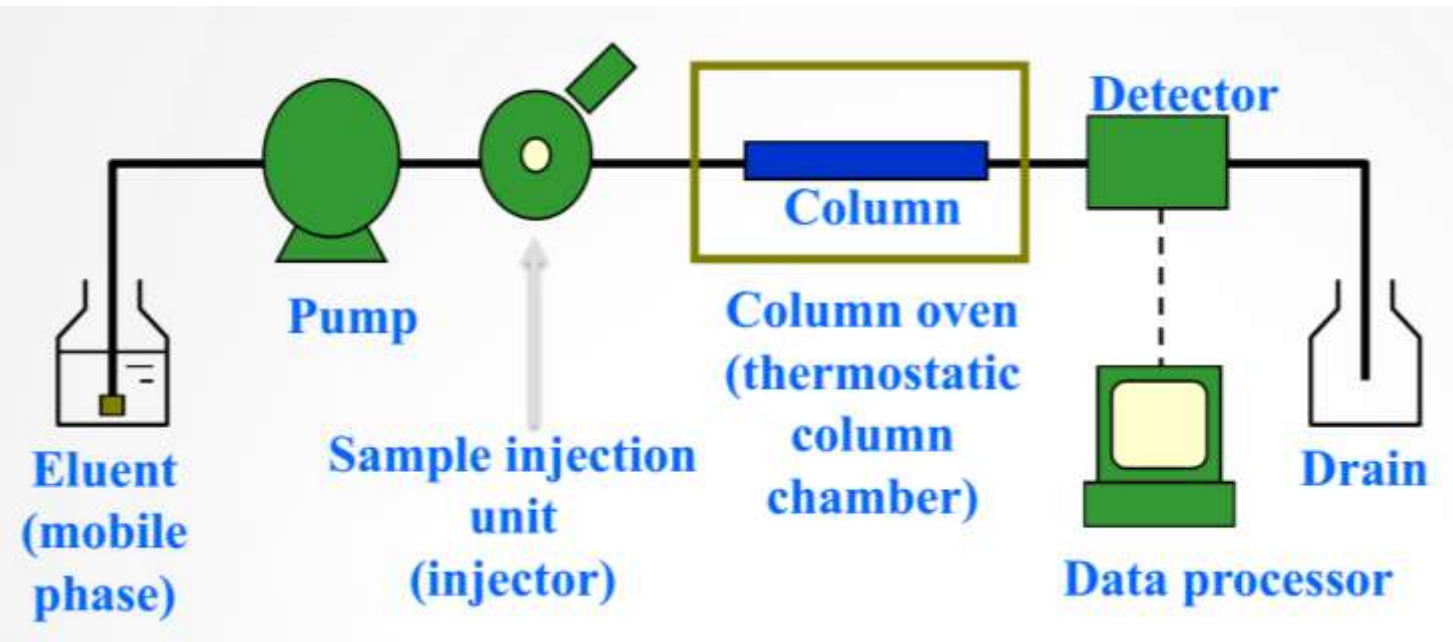 Detector
Column
Pump
Column oven
(thermostatic
column
chamber)
Eluent
(mobile
phase)
Sample injection
unit
(injector)
Drain
Data processor